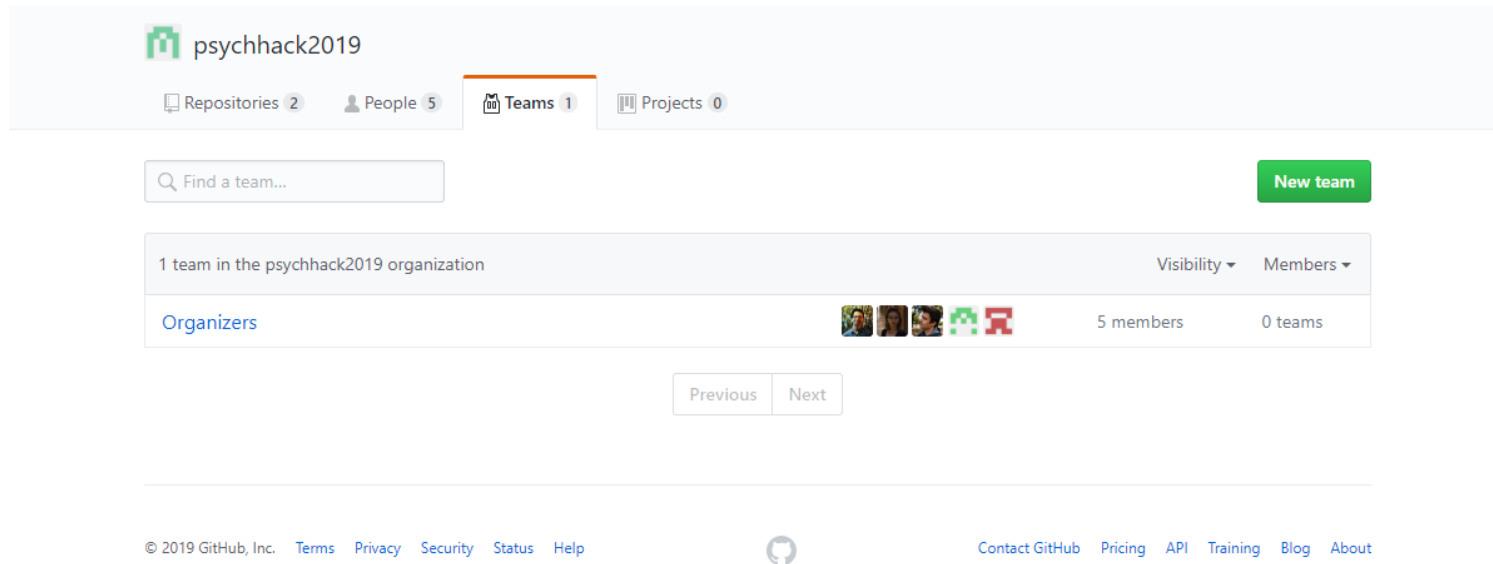 psychhack2019
Repositories 2 People 5 Teams 1 Projects 0
Find a team...
New team
1 team in the psychhack2019 organization Visibility Members
Organizers 5 members 0 teams
Previous Next
© 2019 GitHub, Inc. Terms Privacy Security Status Help Contact GitHub Pricing API Training Blog About